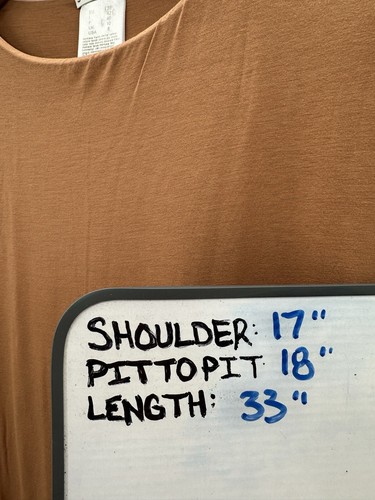 SHOULDER: 17"
PITTOPIT 18"
LENGTH: 33"